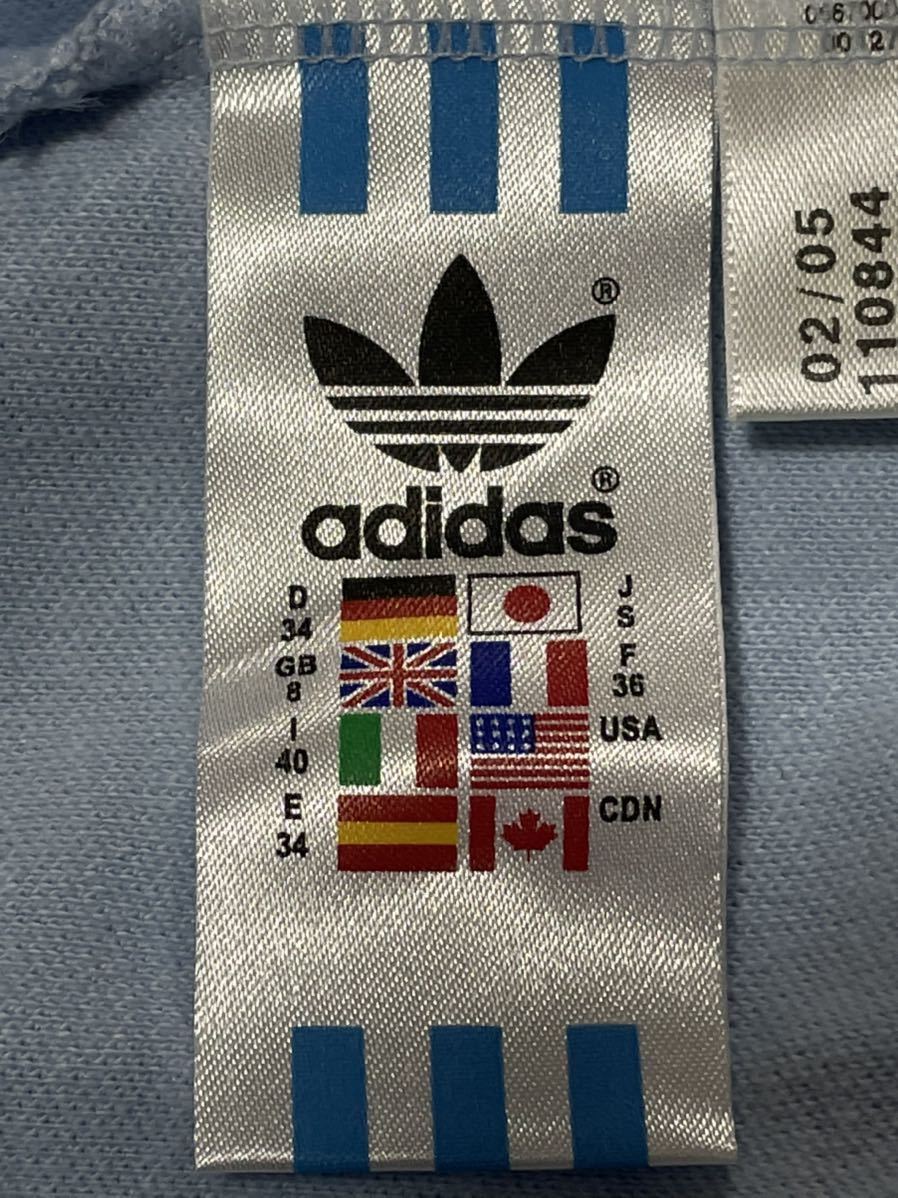 ®
adidas®
D
34
J
S
GB
8
F
36
I
40
USA
E
34
CDN
02/05
110844